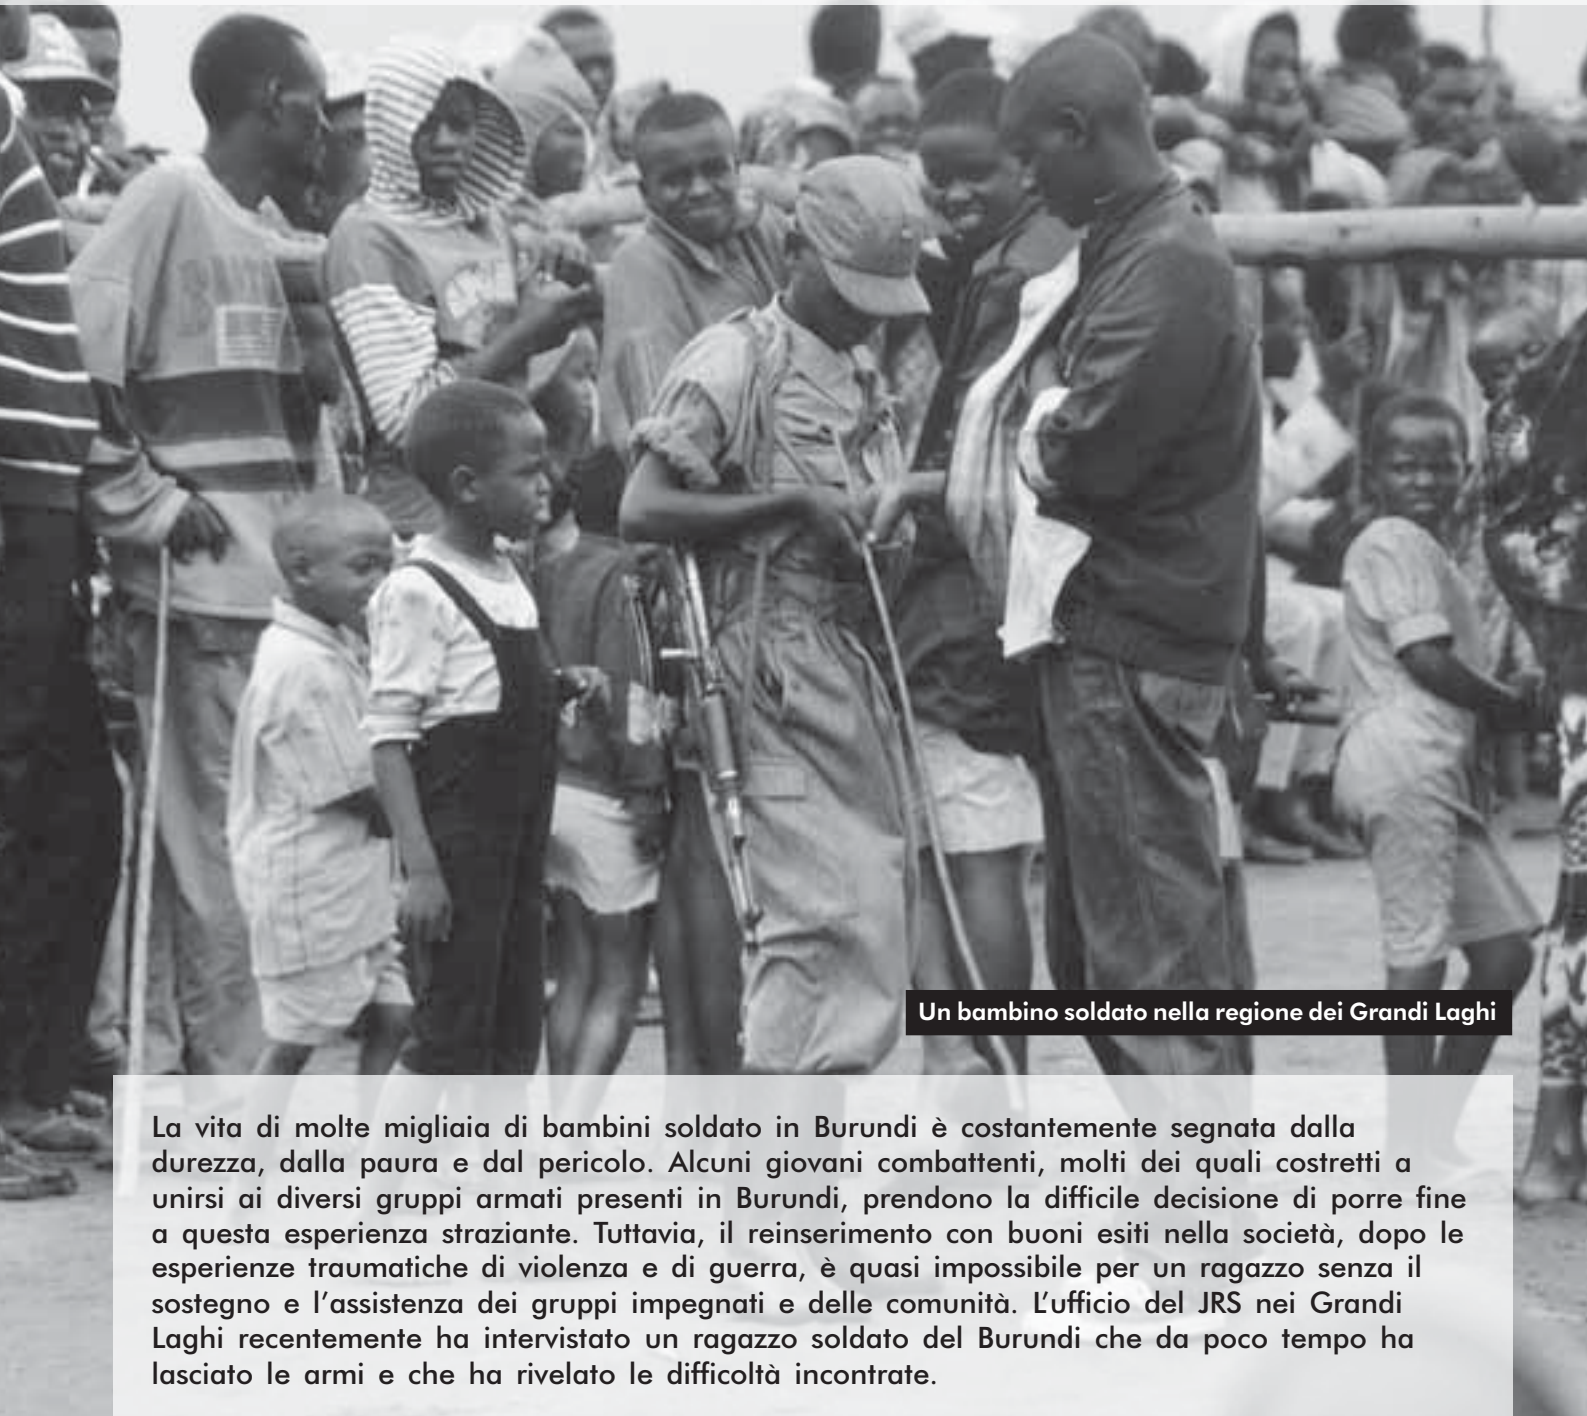 Un bambino soldato nella regione dei Grandi Laghi
La vita di molte migliaia di bambini soldato in Burundi è costantemente segnata dalla
durezza, dalla paura e dal pericolo. Alcuni giovani combattenti, molti dei quali costretti a
unirsi ai diversi gruppi armati presenti in Burundi, prendono la difficile decisione di porre fine
a questa esperienza straziante. Tuttavia, il reinserimento con buoni esiti nella società, dopo le
esperienze traumatiche di violenza e di guerra, è quasi impossibile per un ragazzo senza il
sostegno e l’assistenza dei gruppi impegnati e delle comunità. L’ufficio del JRS nei Grandi
Laghi recentemente ha intervistato un ragazzo soldato del Burundi che da poco tempo ha
lasciato le armi e che ha rivelato le difficoltà incontrate.